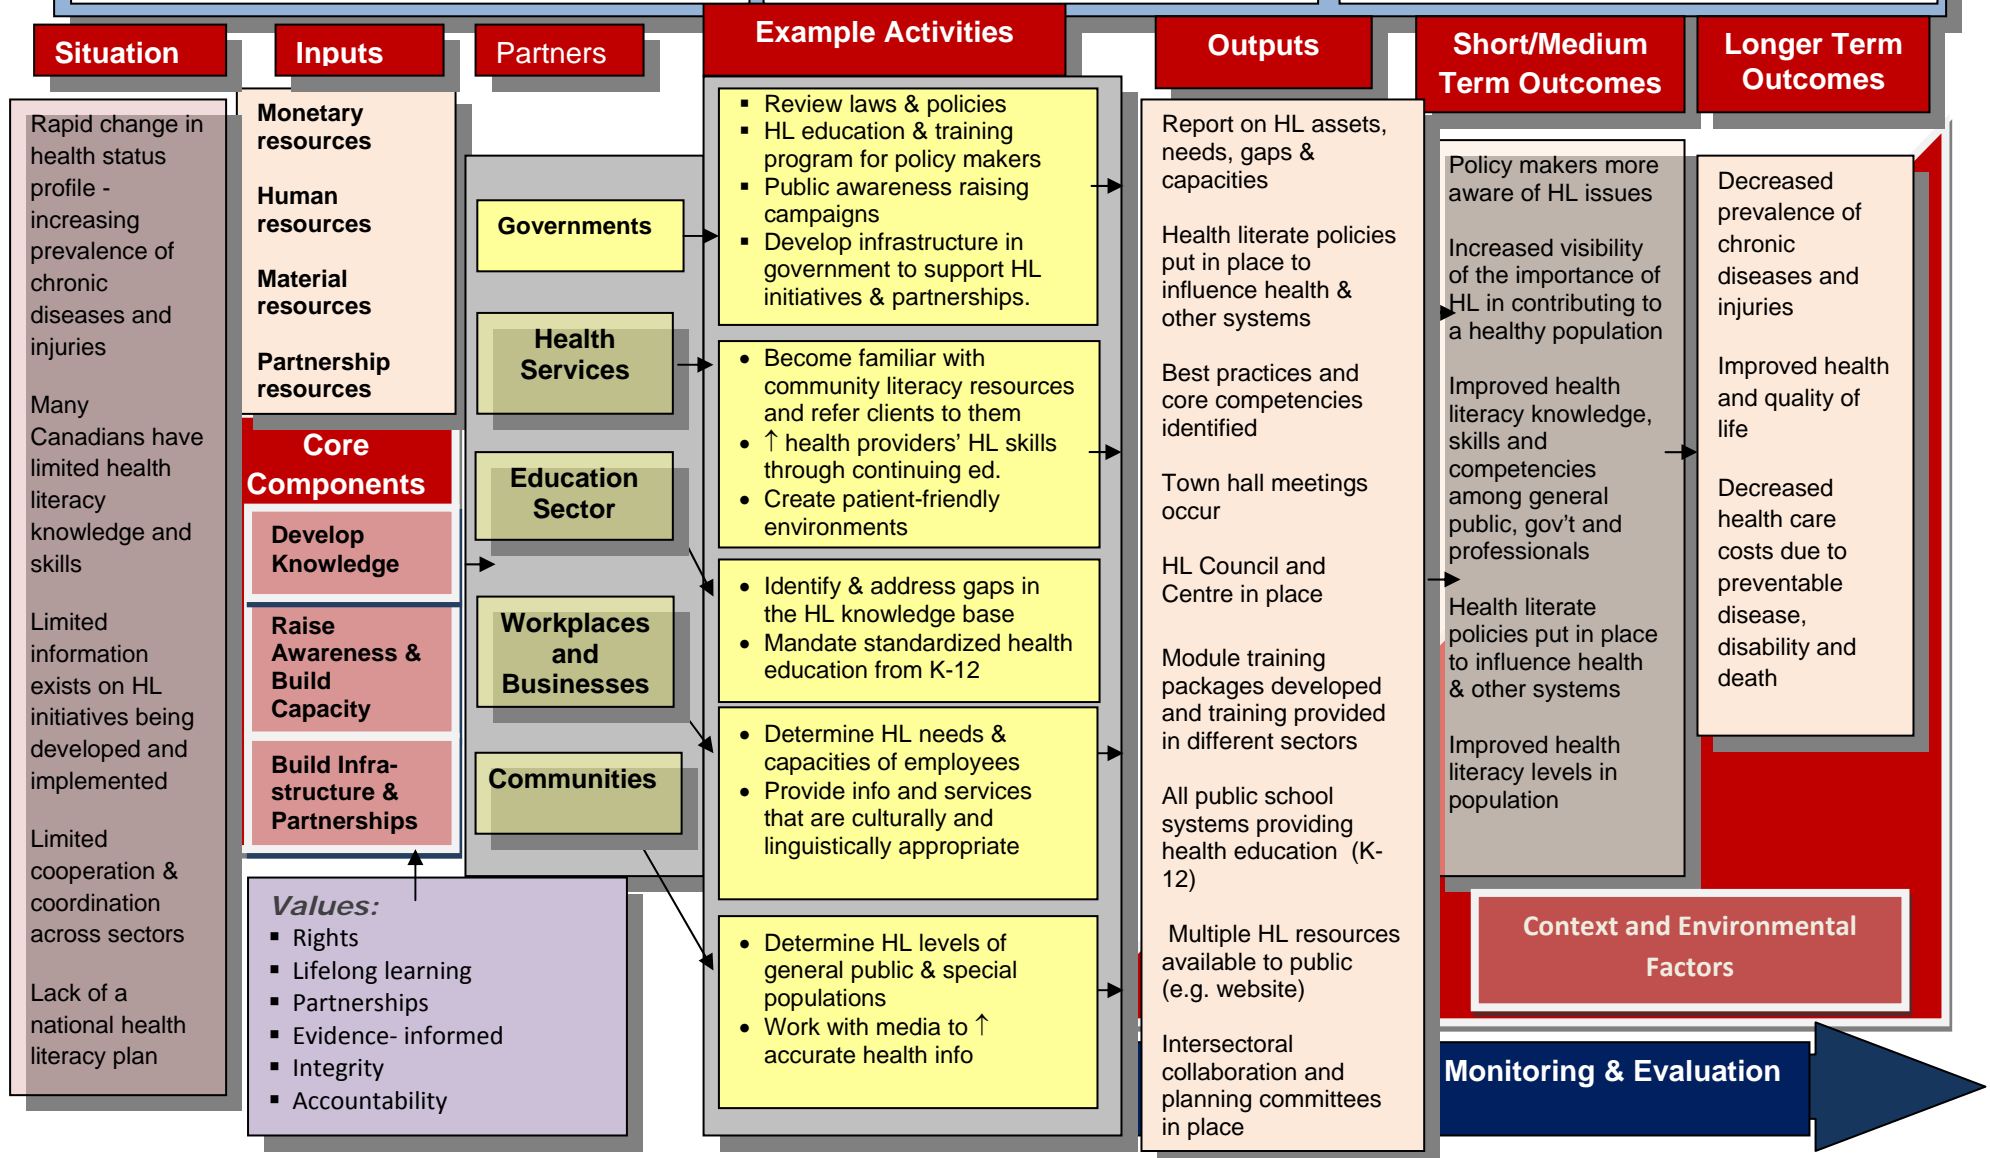 Situation
Rapid change in
health status
profile -
increasing
prevalence of
chronic
diseases and
injuries
Many
Canadians have
limited health
literacy
knowledge and
skills
Limited
information
exists on HL
initiatives being
developed and
implemented
Limited
cooperation &
coordination
across sectors
Lack of a
national health
literacy plan
Inputs
Monetary
resources
Human
resources
Material
resources
Partnership
resources
Core
Components
Develop
Knowledge
Raise
Awareness &
Build
Capacity
Build Infra-
structure &
Partnerships
Values:
▪ Rights
▪ Lifelong learning
▪ Partnerships
▪ Evidence- informed
▪ Integrity
▪ Accountability
Partners
Governments
Health
Services
Education
Sector
Workplaces
and
Businesses
Communities
Example Activities
▪ Review laws & policies
▪ HL education & training
program for policy makers
▪ Public awareness raising
campaigns
▪ Develop infrastructure in
government to support HL
initiatives & partnerships.
• Become familiar with
community literacy resources
and refer clients to them
• ↑ health providers’ HL skills
through continuing ed.
• Create patient-friendly
environments
• Identify & address gaps in
the HL knowledge base
• Mandate standardized health
education from K-12
• Determine HL needs &
capacities of employees
• Provide info and services
that are culturally and
linguistically appropriate
• Determine HL levels of
general public & special
populations
• Work with media to ↑
accurate health info
Outputs
Report on HL assets,
needs, gaps &
capacities
Health literate policies
put in place to
influence health &
other systems
Best practices and
core competencies
identified
Town hall meetings
occur
HL Council and
Centre in place
Module training
packages developed
and training provided
in different sectors
All public school
systems providing
health education (K-
12)
Multiple HL resources
available to public
(e.g. website)
Intersectoral
collaboration and
planning committees
in place
Short/Medium
Term Outcomes
Policy makers more
aware of HL issues
Increased visibility
of the importance of
HL in contributing to
a healthy population
Improved health
literacy knowledge,
skills and
competencies
among general
public, gov’t and
professionals
Health literate
policies put in place
to influence health
& other systems
Improved health
literacy levels in
population
Longer Term
Outcomes
Decreased
prevalence of
chronic
diseases and
injuries
Improved health
and quality of
life
Decreased
health care
costs due to
preventable
disease,
disability and
death
Context and Environmental
Factors
Monitoring & Evaluation